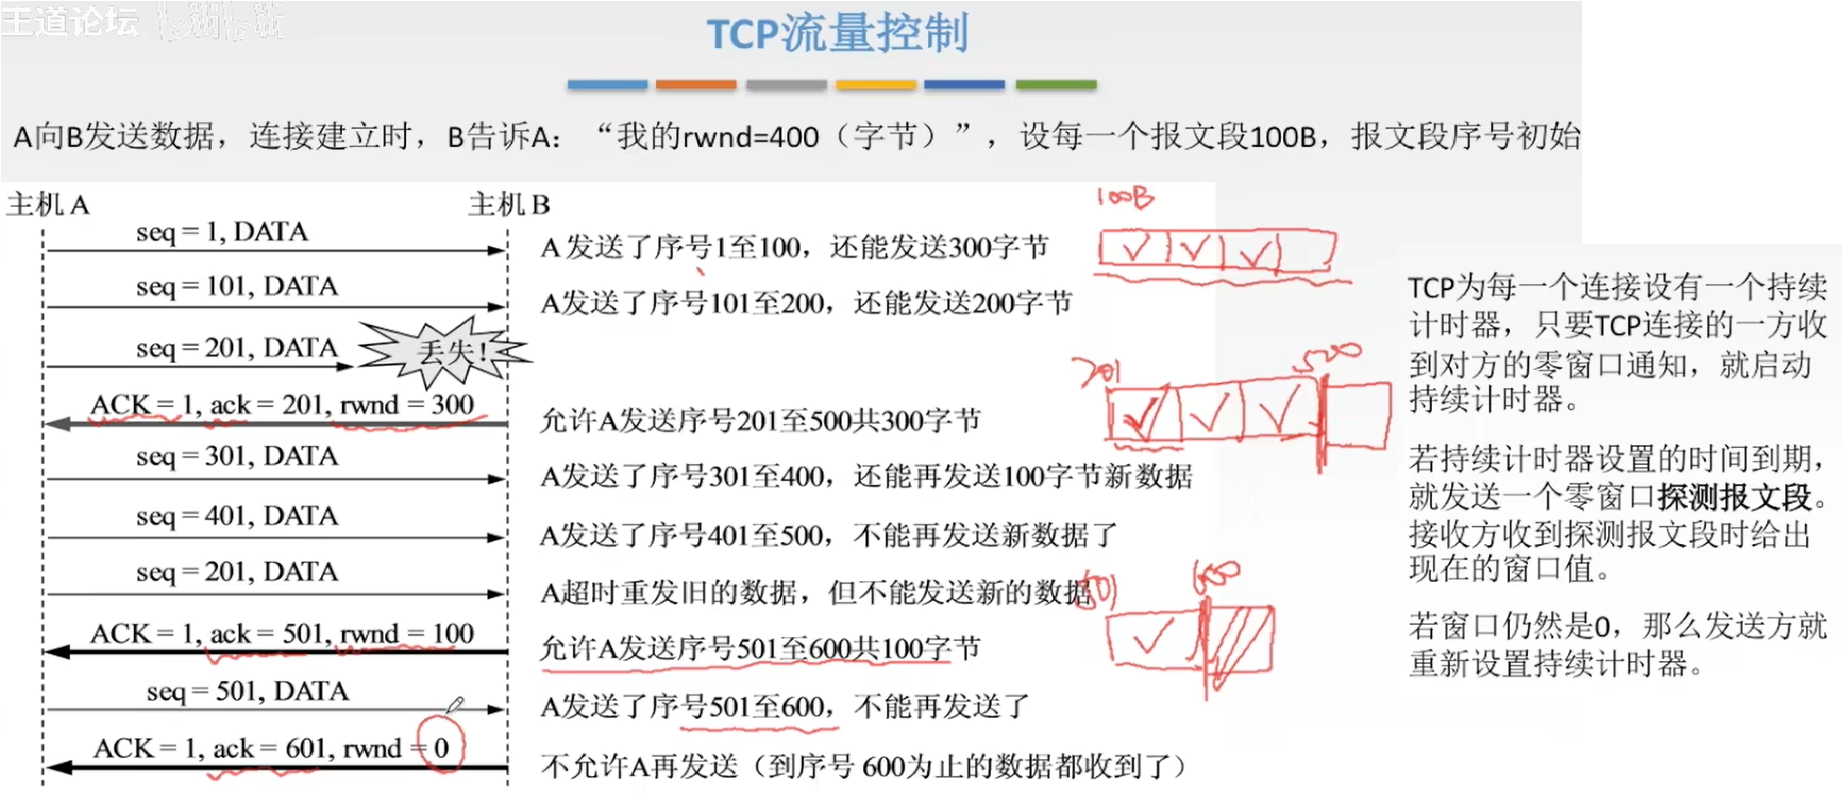 王道论坛
TCP流量控制
A向B发送数据，连接建立时，B告诉A：“我的rwnd=400（字节）”，设每一个报文段100B，报文段序号初始
主机A 主机B
seq = 1, DATA
A发送了序号1至100，还能发送300字节
seq = 101, DATA
A发送了序号101至200，还能发送200字节
seq = 201, DATA
丢失！
ACK = 1, ack = 201, rwnd = 300
允许A发送序号201至500共300字节
seq = 301, DATA
A发送了序号301至400，还能再发送100字节新数据
seq = 401, DATA
A发送了序号401至500，不能再发送新数据了
seq = 201, DATA
A超时重发旧的数据，但不能发送新的数据
ACK = 1, ack = 501, rwnd = 100
允许A发送序号501至600共100字节
seq = 501, DATA
A发送了序号501至600，不能再发送了
ACK = 1, ack = 601, rwnd = 0
不允许A再发送（到序号 600为止的数据都收到了）
100B
201
500
501
600
TCP为每一个连接设有一个持续
计时器，只要TCP连接的一方收
到对方的零窗口通知，就启动
持续计时器。
若持续计时器设置的时间到期，
就发送一个零窗口探测报文段。
接收方收到探测报文段时给出
现在的窗口值。
若窗口仍然是0，那么发送方就
重新设置持续计时器。